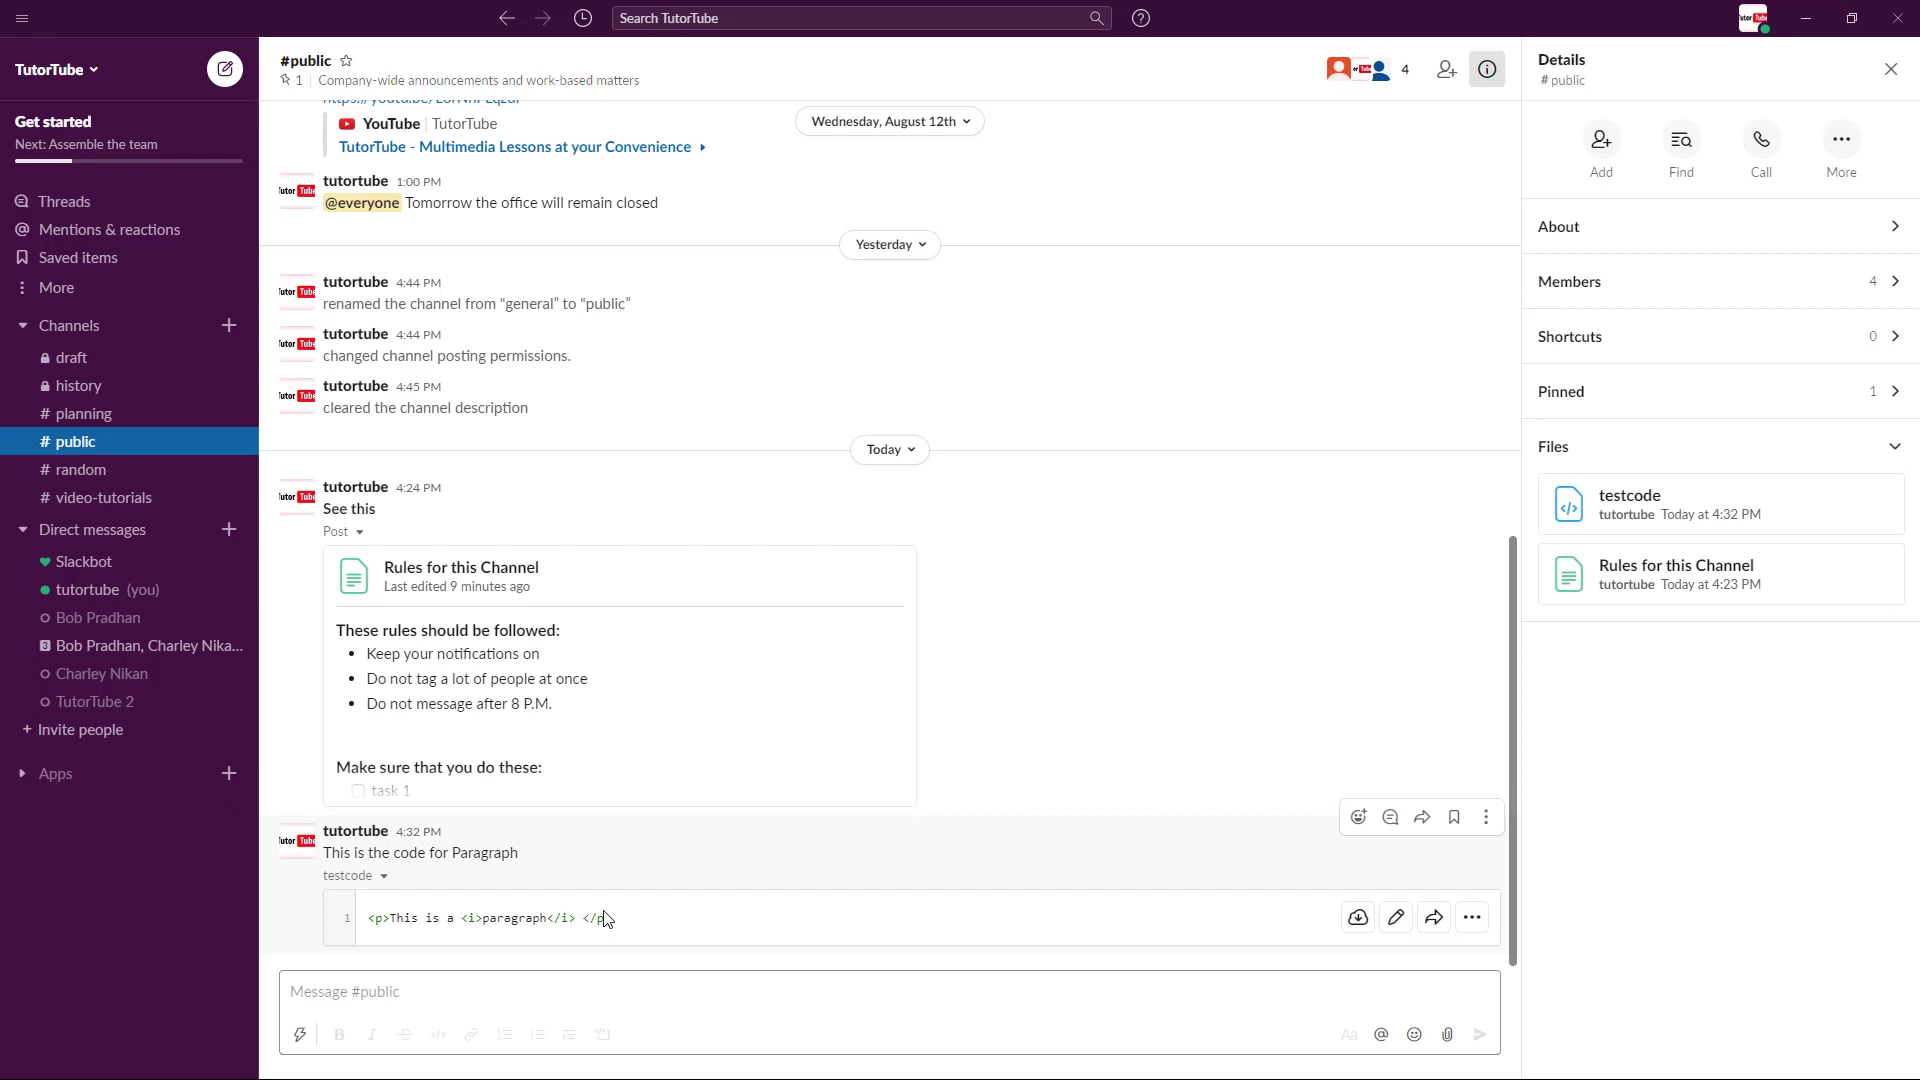 Search TutorTube
TutorTube
Get started
Next: Assemble the team
Threads
Mentions & reactions
Saved items
More
Channels
draft
history
# planning
# public
# random
# video-tutorials
Direct messages
Slackbot
tutortube (you)
Bob Pradhan
3 Bob Pradhan, Charley Nika...
Charley Nikan
TutorTube 2
+ Invite people
Apps
#public
1 Company-wide announcements and work-based matters
4
Wednesday, August 12th
YouTube TutorTube
TutorTube - Multimedia Lessons at your Convenience
tutortube 1:00 PM
@everyone Tomorrow the office will remain closed
Yesterday
tutortube 4:44 PM
renamed the channel from “general” to “public”
tutortube 4:44 PM
changed channel posting permissions.
tutortube 4:45 PM
cleared the channel description
Today
tutortube 4:24 PM
See this
Post
Rules for this Channel
Last edited 9 minutes ago
These rules should be followed:
• Keep your notifications on
• Do not tag a lot of people at once
• Do not message after 8 P.M.
Make sure that you do these:
task 1
tutortube 4:32 PM
This is the code for Paragraph
testcode
1 <p>This is a <i>paragraph</i> </p
Message #public
Details
# public
Add
Find
Call
More
About
Members 4
Shortcuts 0
Pinned 1
Files
testcode
tutortube Today at 4:32 PM
Rules for this Channel
tutortube Today at 4:23 PM